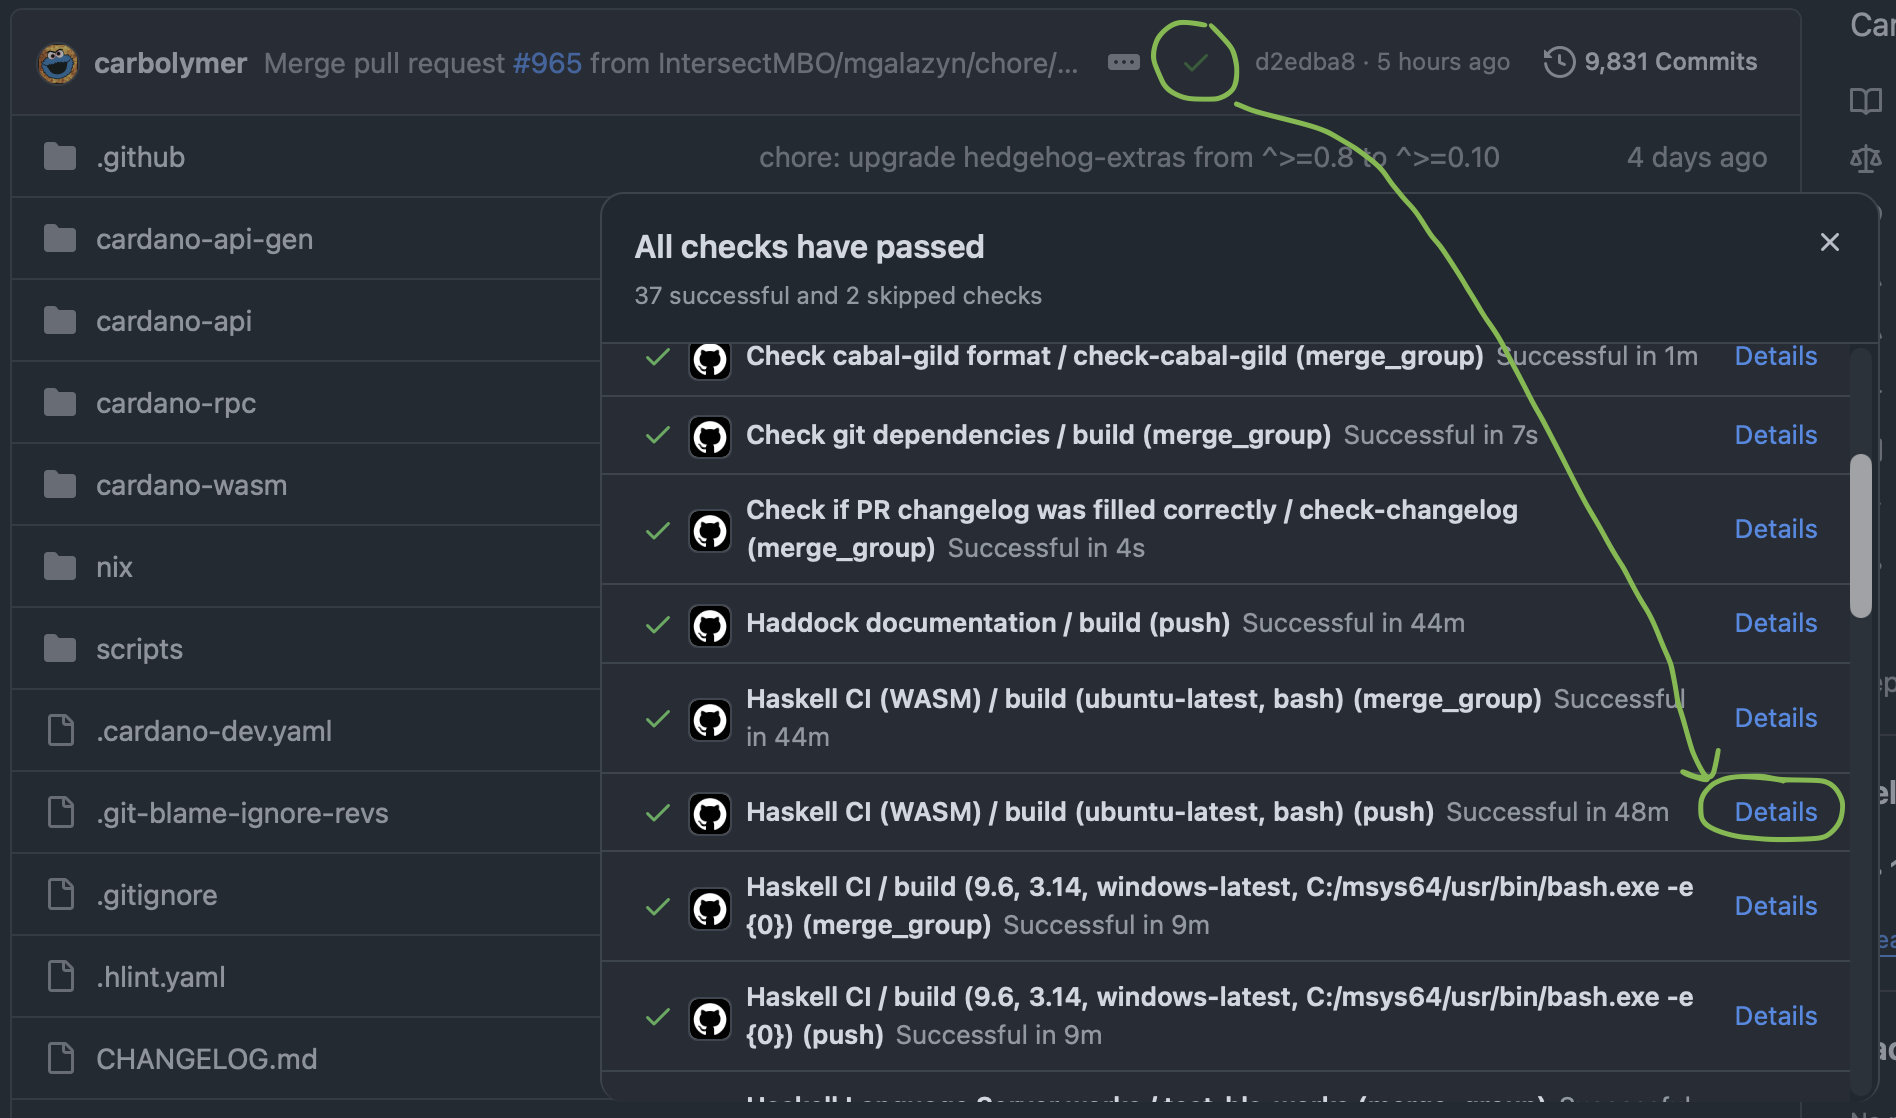 Car
carbolymer Merge pull request #965 from IntersectMBO/mgalazyn/chore/... d2edba8 · 5 hours ago 9,831 Commits
.github chore: upgrade hedgehog-extras from ^>=0.8 to ^>=0.10 4 days ago
cardano-api-gen
cardano-api
cardano-rpc
cardano-wasm
nix
scripts
.cardano-dev.yaml
.git-blame-ignore-revs
.gitignore
.hlint.yaml
CHANGELOG.md
All checks have passed
37 successful and 2 skipped checks
Check cabal-gild format / check-cabal-gild (merge_group) Successful in 1m Details
Check git dependencies / build (merge_group) Successful in 7s Details
Check if PR changelog was filled correctly / check-changelog
(merge_group) Successful in 4s Details
Haddock documentation / build (push) Successful in 44m Details
Haskell CI (WASM) / build (ubuntu-latest, bash) (merge_group) Successful
in 44m Details
Haskell CI (WASM) / build (ubuntu-latest, bash) (push) Successful in 48m Details
Haskell CI / build (9.6, 3.14, windows-latest, C:/msys64/usr/bin/bash.exe -e
{0}) (merge_group) Successful in 9m Details
Haskell CI / build (9.6, 3.14, windows-latest, C:/msys64/usr/bin/bash.exe -e
{0}) (push) Successful in 9m Details